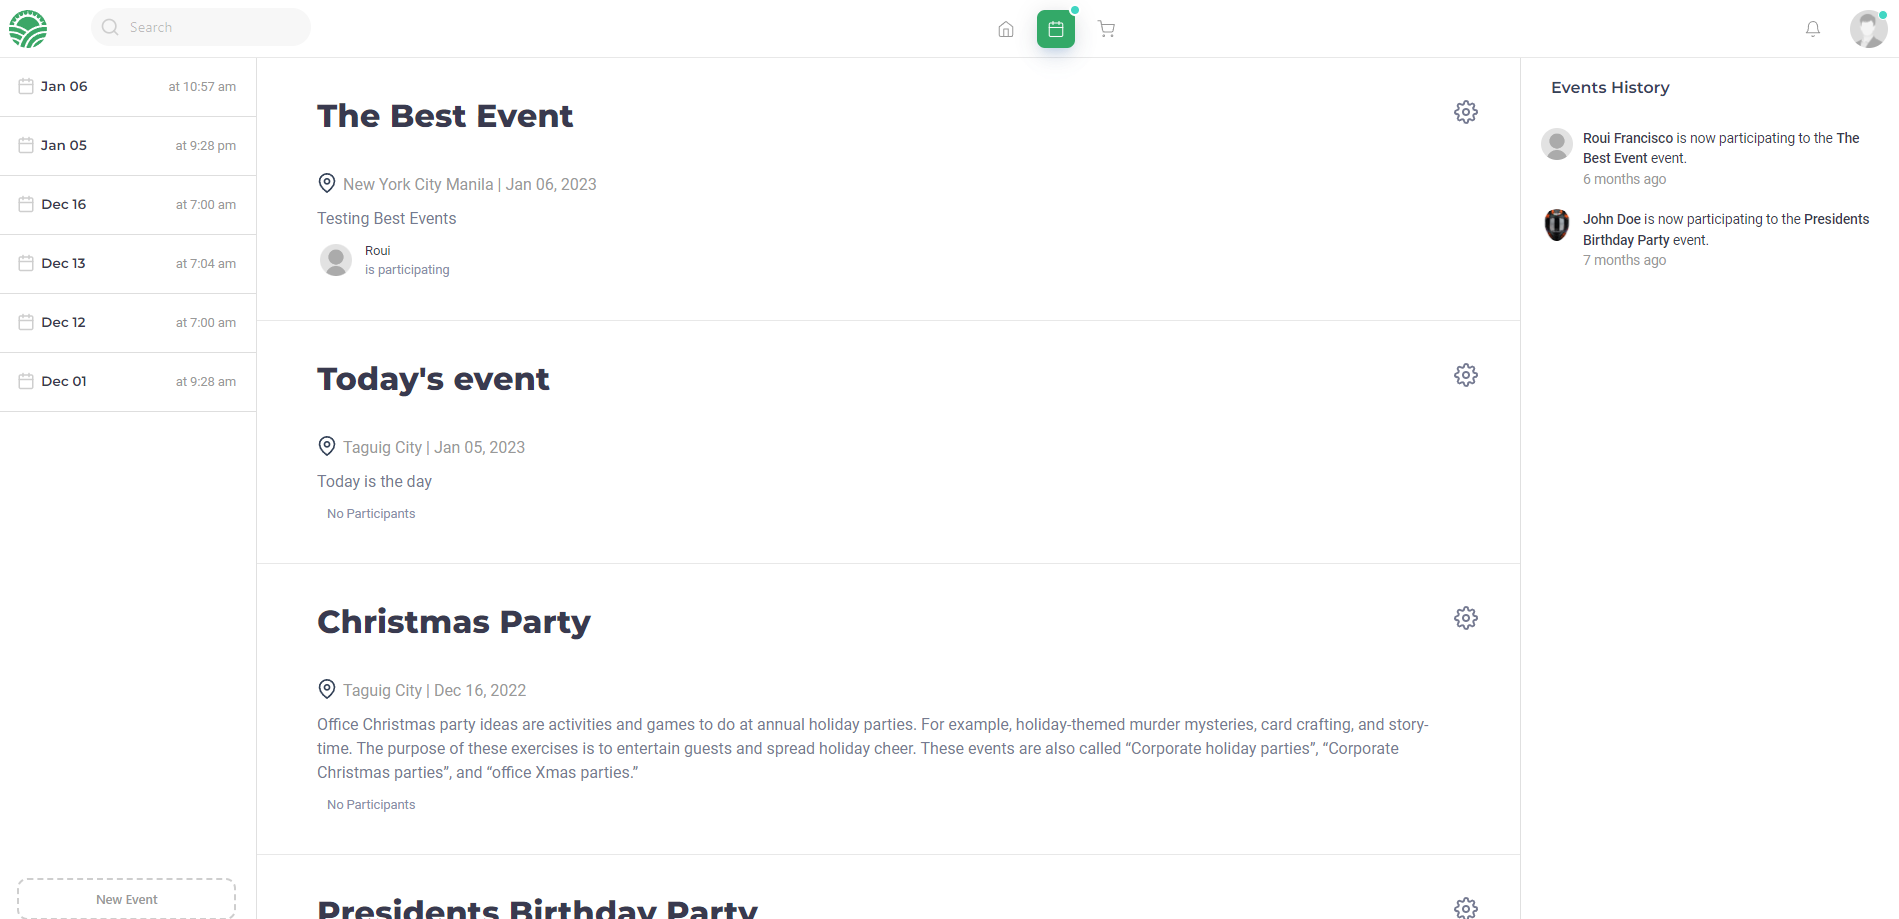 Search
Jan 06 at 10:57 am
Jan 05 at 9:28 pm
Dec 16 at 7:00 am
Dec 13 at 7:04 am
Dec 12 at 7:00 am
Dec 01 at 9:28 am
New Event
The Best Event
New York City Manila | Jan 06, 2023
Testing Best Events
Roui
is participating
Today's event
Taguig City | Jan 05, 2023
Today is the day
No Participants
Christmas Party
Taguig City | Dec 16, 2022
Office Christmas party ideas are activities and games to do at annual holiday parties. For example, holiday-themed murder mysteries, card crafting, and story-
time. The purpose of these exercises is to entertain guests and spread holiday cheer. These events are also called “Corporate holiday parties”, “Corporate
Christmas parties”, and “office Xmas parties.”
No Participants
Presidents Birthday Party
Events History
Roui Francisco is now participating to the The
Best Event event.
6 months ago
John Doe is now participating to the Presidents
Birthday Party event.
7 months ago